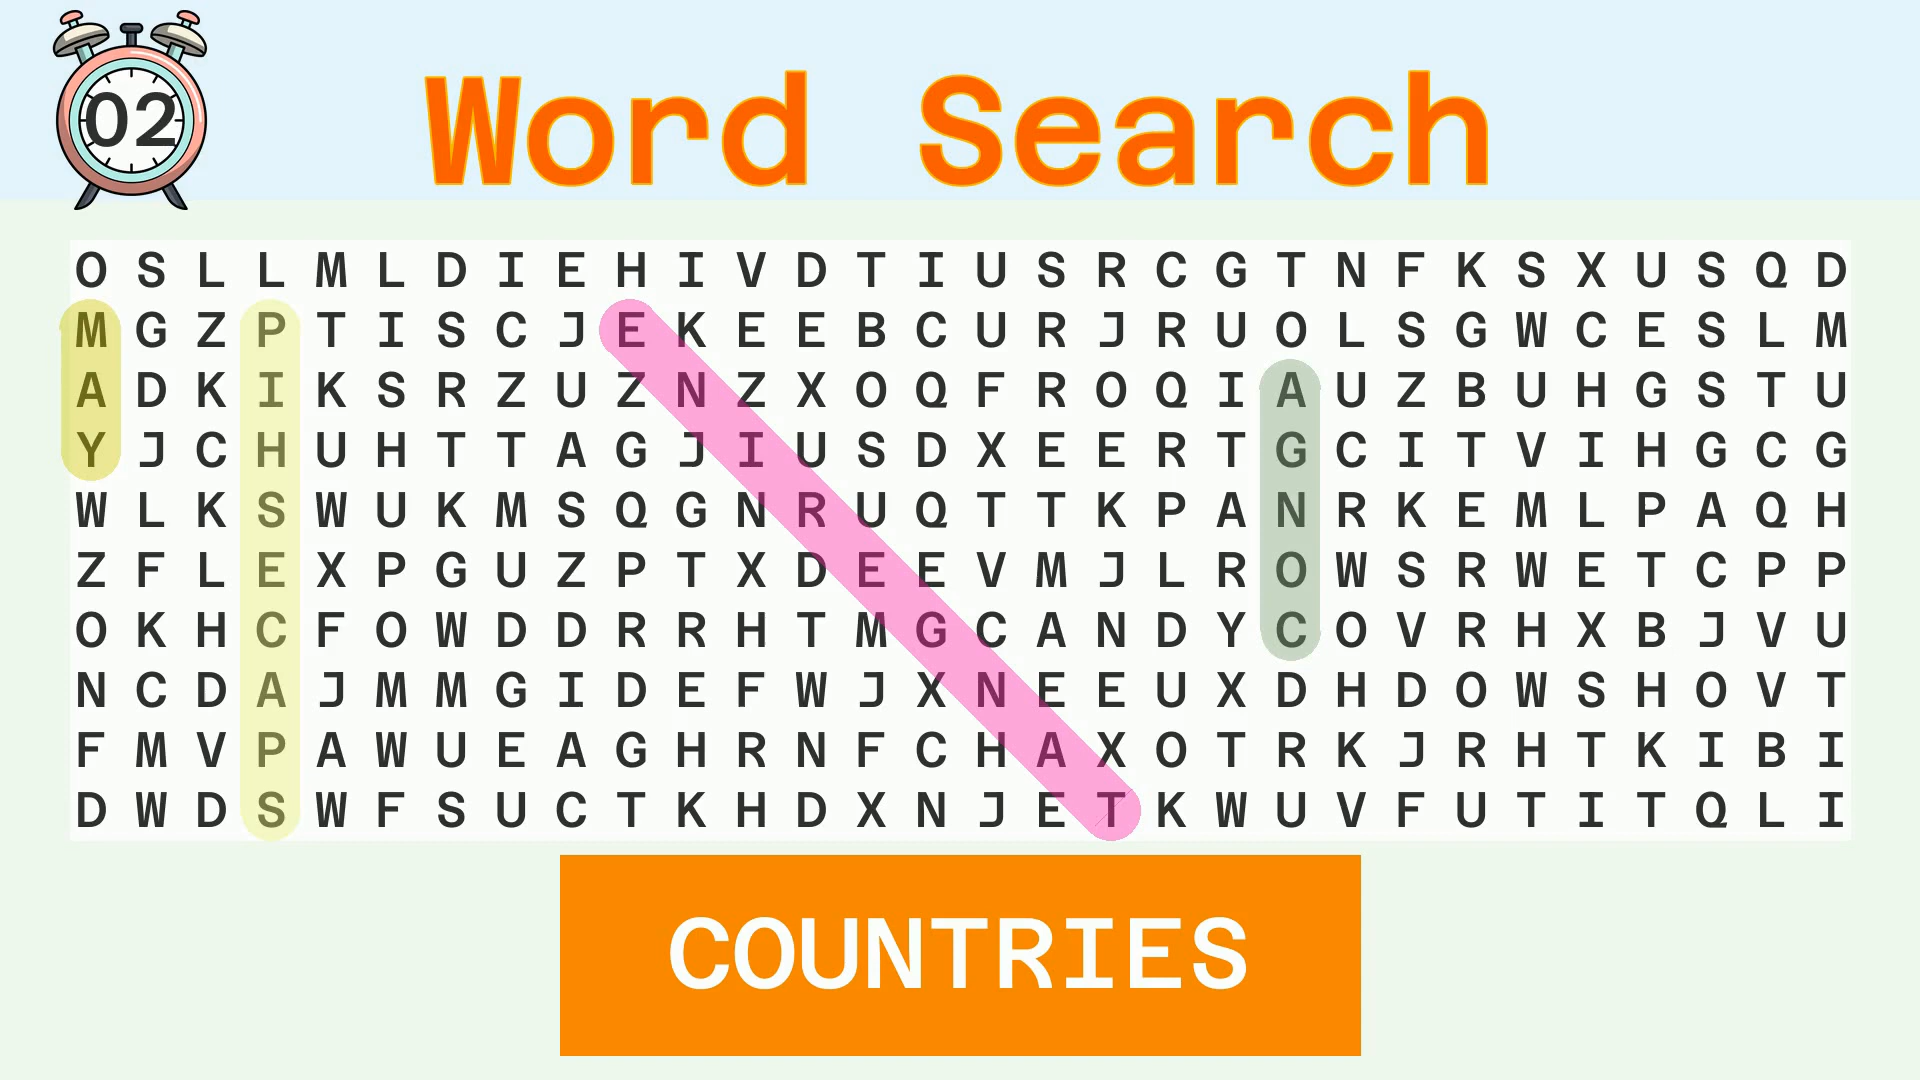 02
Word Search
O S L L M L D I E H I V D T I U S R C G T N F K S X U S Q D
M G Z P T I S C J E K E E B C U R J R U O L S G W C E S L M
A D K I K S R Z U Z N Z X O Q F R O Q I A U Z B U H G S T U
Y J C H U H T T A G J I U S D X E E R T G C I T V I H G C G
W L K S W U K M S Q G N R U Q T T K P A N R K E M L P A Q H
Z F L E X P G U Z P T X D E E V M J L R O W S R W E T C P P
O K H C F O W D D R R H T M G C A N D Y C O V R H X B J V U
N C D A J M M G I D E F W J X N E E U X D H D O W S H O V T
F M V P A W U E A G H R N F C H A X O T R K J R H T K I B I
D W D S W F S U C T K H D X N J E T K W U V F U T I T Q L I
COUNTRIES